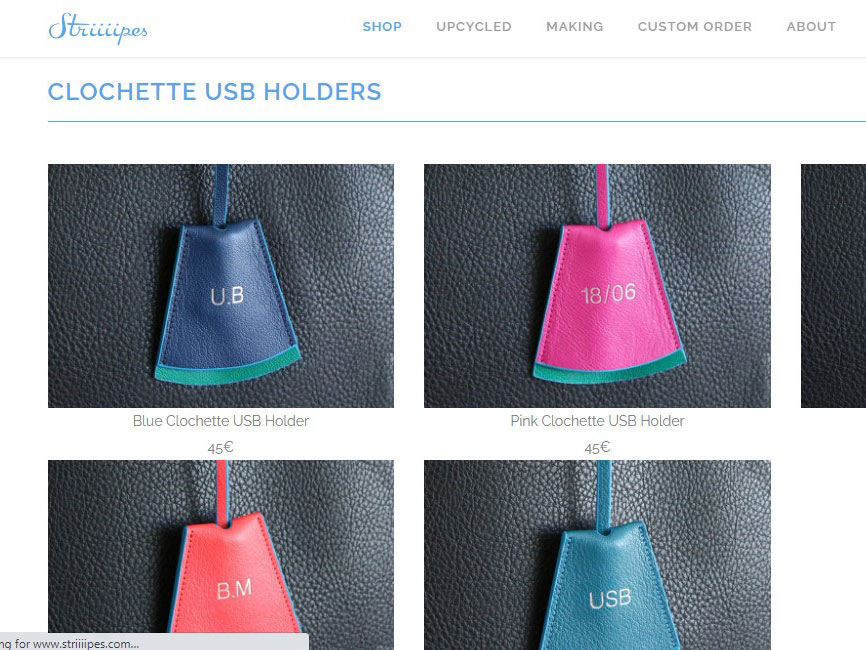 Striiiipes
SHOP UPCYCLED MAKING CUSTOM ORDER ABOUT
CLOCHETTE USB HOLDERS
U.B
18/06
Blue Clochette USB Holder
Pink Clochette USB Holder
45€
45€
B.M
USB
ng for www.striiiipes.com...